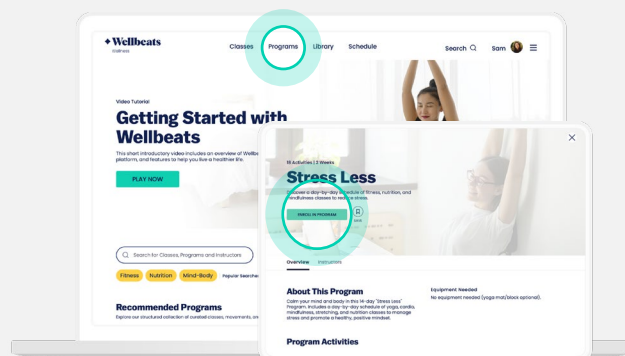 Wellbeats
Wellness
Classes
Programs
Library
Schedule
Search
Sam
Video Tutorial
Getting Started with
Wellbeats
This short introductory video includes an overview of Wellbe
platform, and features to help you live a healthier life.
PLAY NOW
Search for Classes, Programs and Instructors
Fitness
Nutrition
Mind-Body
Popular Searches
Recommended Programs
Explore our structured collection of curated classes, movements, an
18 Activities | 2 Weeks
Stress Less
Discover a day-by-day schedule of fitness, nutrition, and
mindfulness classes to reduce stress.
ENROLL IN PROGRAM
SAVE
Overview
Instructors
About This Program
Calm your mind and body in this 14-day "Stress Less"
Program. Includes a day-by-day schedule of yoga, cardio,
mindfulness, stretching, and nutrition classes to manage
stress and promote a healthy, positive mindset.
Equipment Needed
No equipment needed (yoga mat/block optional).
Program Activities